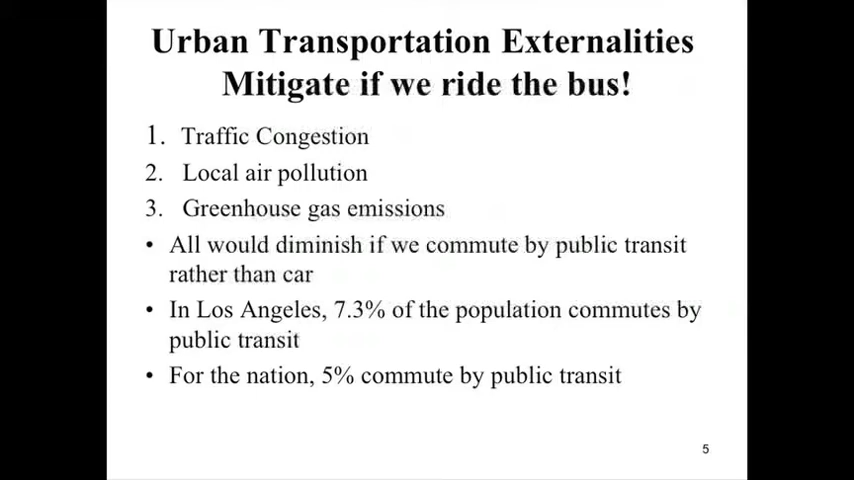 Urban Transportation Externalities
Mitigate if we ride the bus!
1. Traffic Congestion
2. Local air pollution
3. Greenhouse gas emissions
• All would diminish if we commute by public transit
rather than car
• In Los Angeles, 7.3% of the population commutes by
public transit
• For the nation, 5% commute by public transit
5